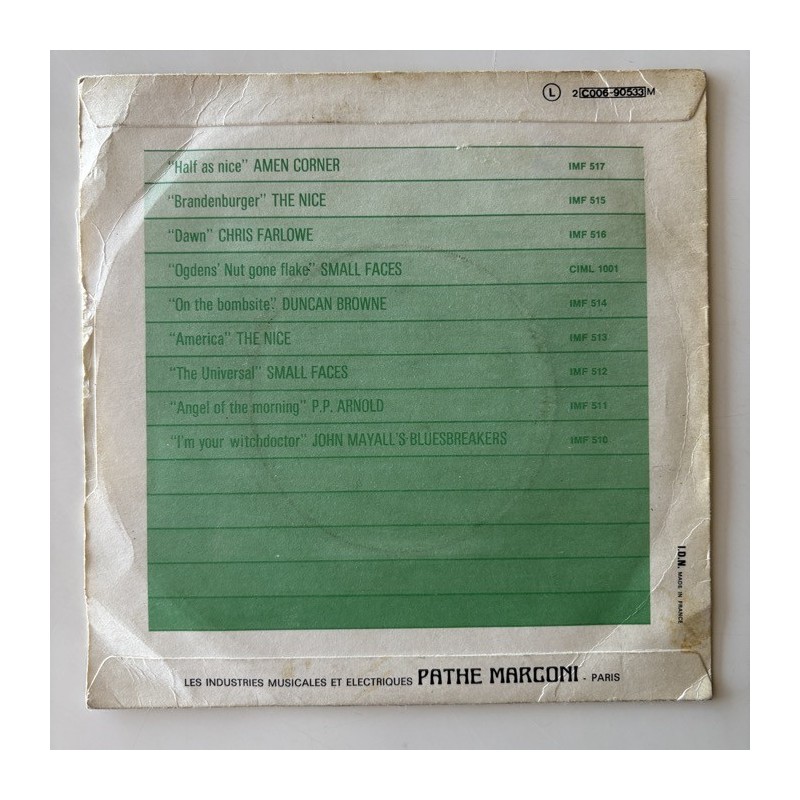 Ⓛ 2 C006-90533 M
"Half as nice" AMEN CORNER IMF 517
"Brandenburger" THE NICE IMF 515
"Dawn" CHRIS FARLOWE IMF 516
"Ogdens' Nut gone flake" SMALL FACES CIML 1001
"On the bombsite" DUNCAN BROWNE IMF 514
"America" THE NICE IMF 513
"The Universal" SMALL FACES IMF 512
"Angel of the morning" P.P. ARNOLD IMF 511
"I'm your witchdoctor" JOHN MAYALL'S BLUESBREAKERS IMF 510
I.D.N. MADE IN FRANCE
LES INDUSTRIES MUSICALES ET ELECTRIQUES PATHE MARCONI - PARIS